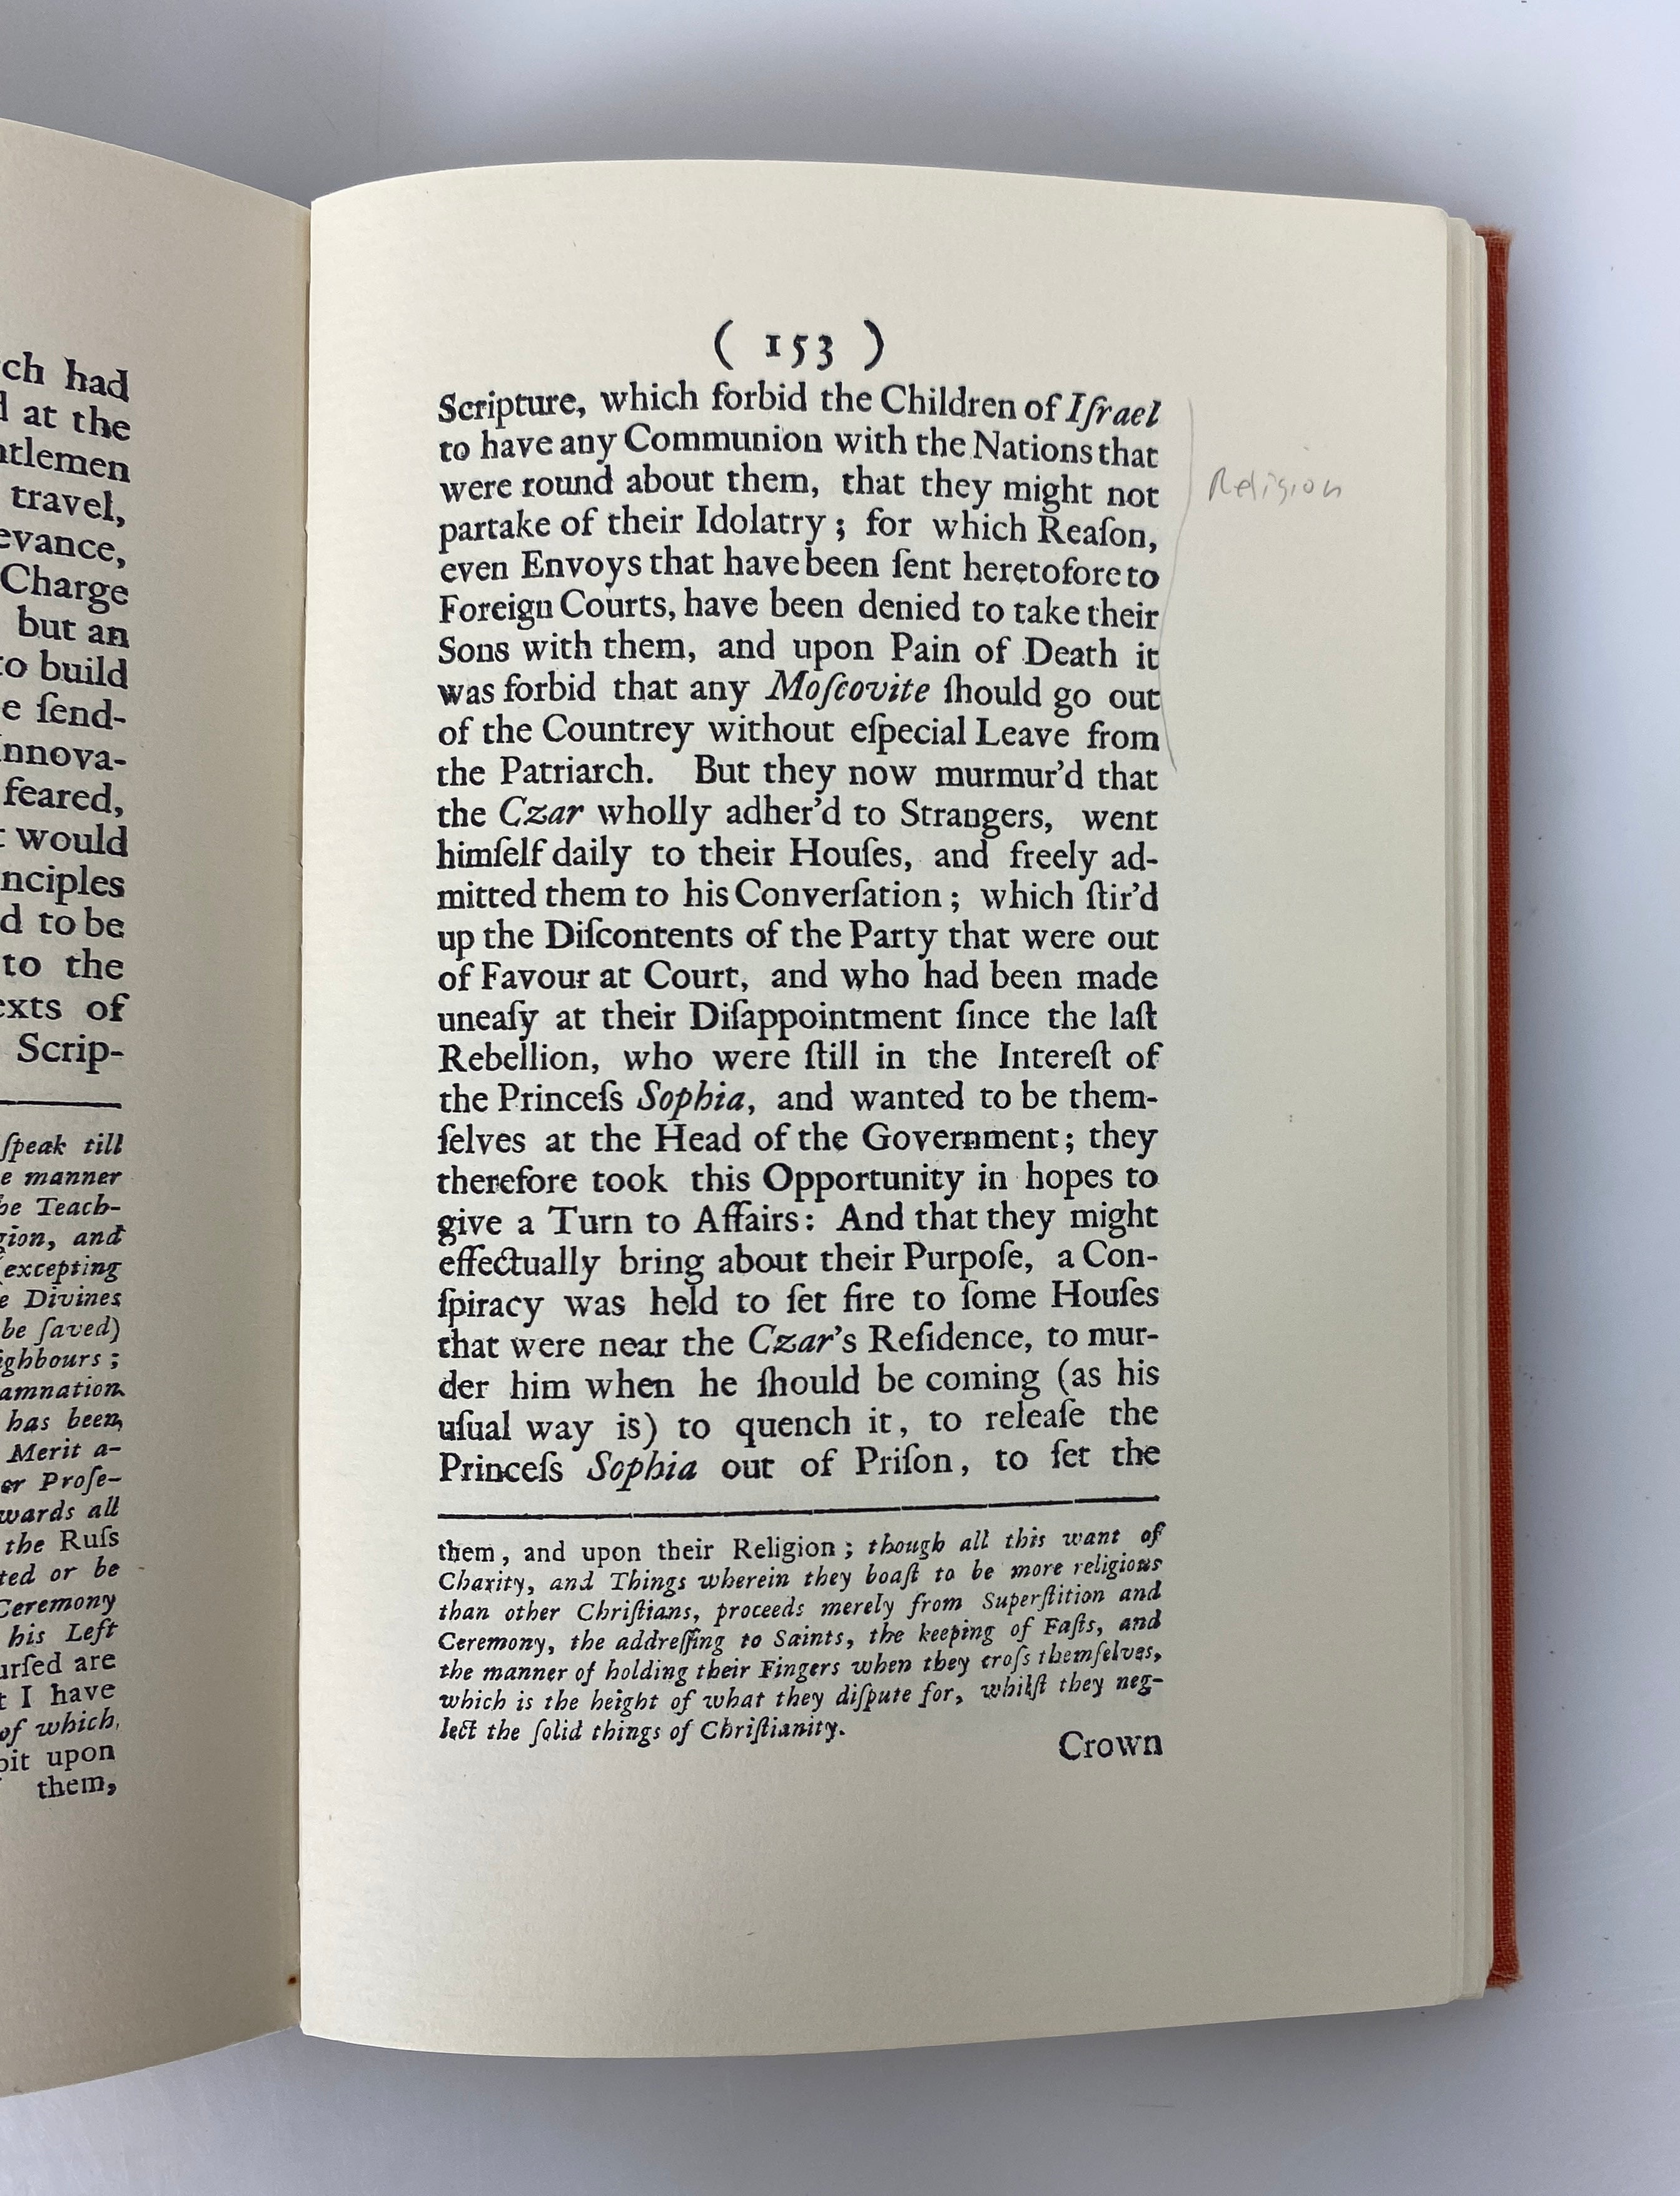 ch had
at the
tlemen
travel,
evance,
Charge
but an
to build
e ſend-
nnova-
feared,
would
nciples
d to be
to the
exts of
Scrip-
ſpeak till
e manner
he Teach-
gion, and
excepting
e Divines
be ſaved)
ighbours ;
amnation
has been,
Merit a-
er Proſe-
wards all
the Ruſs
ted or be
Ceremony
his Left
urſed are
t I have
of which,
pit upon
them,
( 153 )
Scripture, which forbid the Children of Iſrael
to have any Communion with the Nations that
were round about them, that they might not
partake of their Idolatry ; for which Reaſon,
even Envoys that have been ſent heretofore to
Foreign Courts, have been denied to take their
Sons with them, and upon Pain of Death it
was forbid that any Moſcovite ſhould go out
of the Countrey without eſpecial Leave from
the Patriarch. But they now murmur'd that
the Czar wholly adher'd to Strangers, went
himſelf daily to their Houſes, and freely ad-
mitted them to his Converſation ; which ſtir'd
up the Diſcontents of the Party that were out
of Favour at Court, and who had been made
uneaſy at their Diſappointment ſince the laſt
Rebellion, who were ſtill in the Intereſt of
the Princeſs Sophia, and wanted to be them-
ſelves at the Head of the Government ; they
therefore took this Opportunity in hopes to
give a Turn to Affairs : And that they might
effectually bring about their Purpoſe, a Con-
ſpiracy was held to ſet fire to ſome Houſes
that were near the Czar's Reſidence, to mur-
der him when he ſhould be coming (as his
uſual way is) to quench it, to releaſe the
Princeſs Sophia out of Priſon, to ſet the
them, and upon their Religion ; though all this want of
Charity, and Things wherein they boaſt to be more religious
than other Chriſtians, proceeds merely from Superſtition and
Ceremony, the addreſſing to Saints, the keeping of Faſts, and
the manner of holding their Fingers when they croſs themſelves,
which is the height of what they diſpute for, whilſt they neg-
lect the ſolid things of Chriſtianity.
Crown
Religion